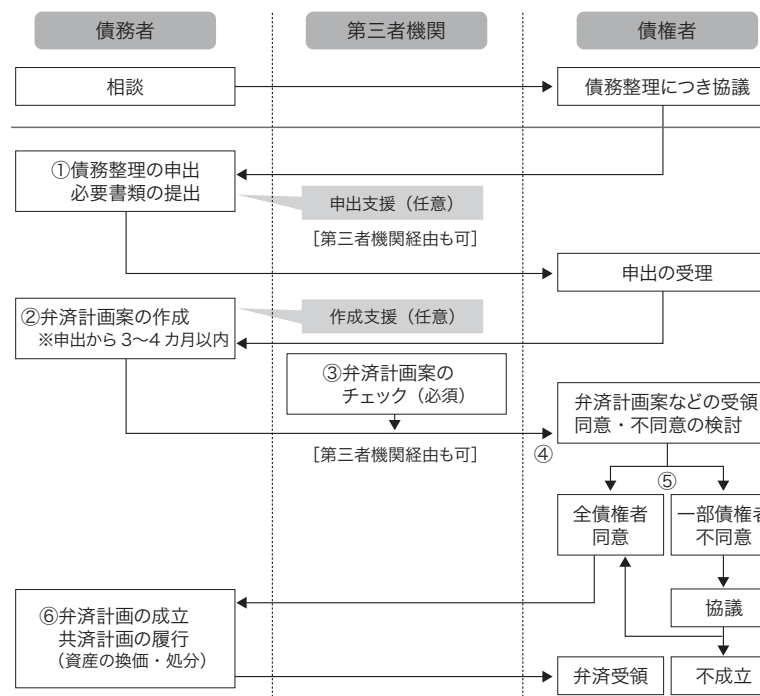 債務者
第三者機関
債権者
相談
債務整理につき協議
①債務整理の申出
必要書類の提出
申出支援（任意）
［第三者機関経由も可］
申出の受理
②弁済計画案の作成
※申出から3〜4カ月以内
作成支援（任意）
③弁済計画案の
チェック（必須）
弁済計画案などの受領
同意・不同意の検討
［第三者機関経由も可］
④
⑤
全債権者
同意
一部債権者
不同意
協議
⑥弁済計画の成立
共済計画の履行
（資産の換価・処分）
弁済受領
不成立